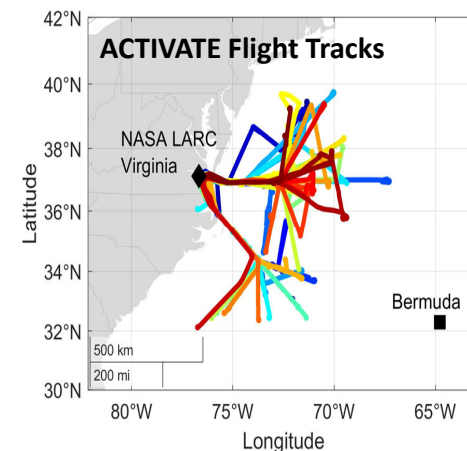 42°N
ACTIVATE Flight Tracks
40°N
NASA LARC
Virginia
38°N
36°N
34°N
Bermuda
32°N
500 km
200 mi
30°N
80°W 75°W 70°W 65°W
Latitude
Longitude